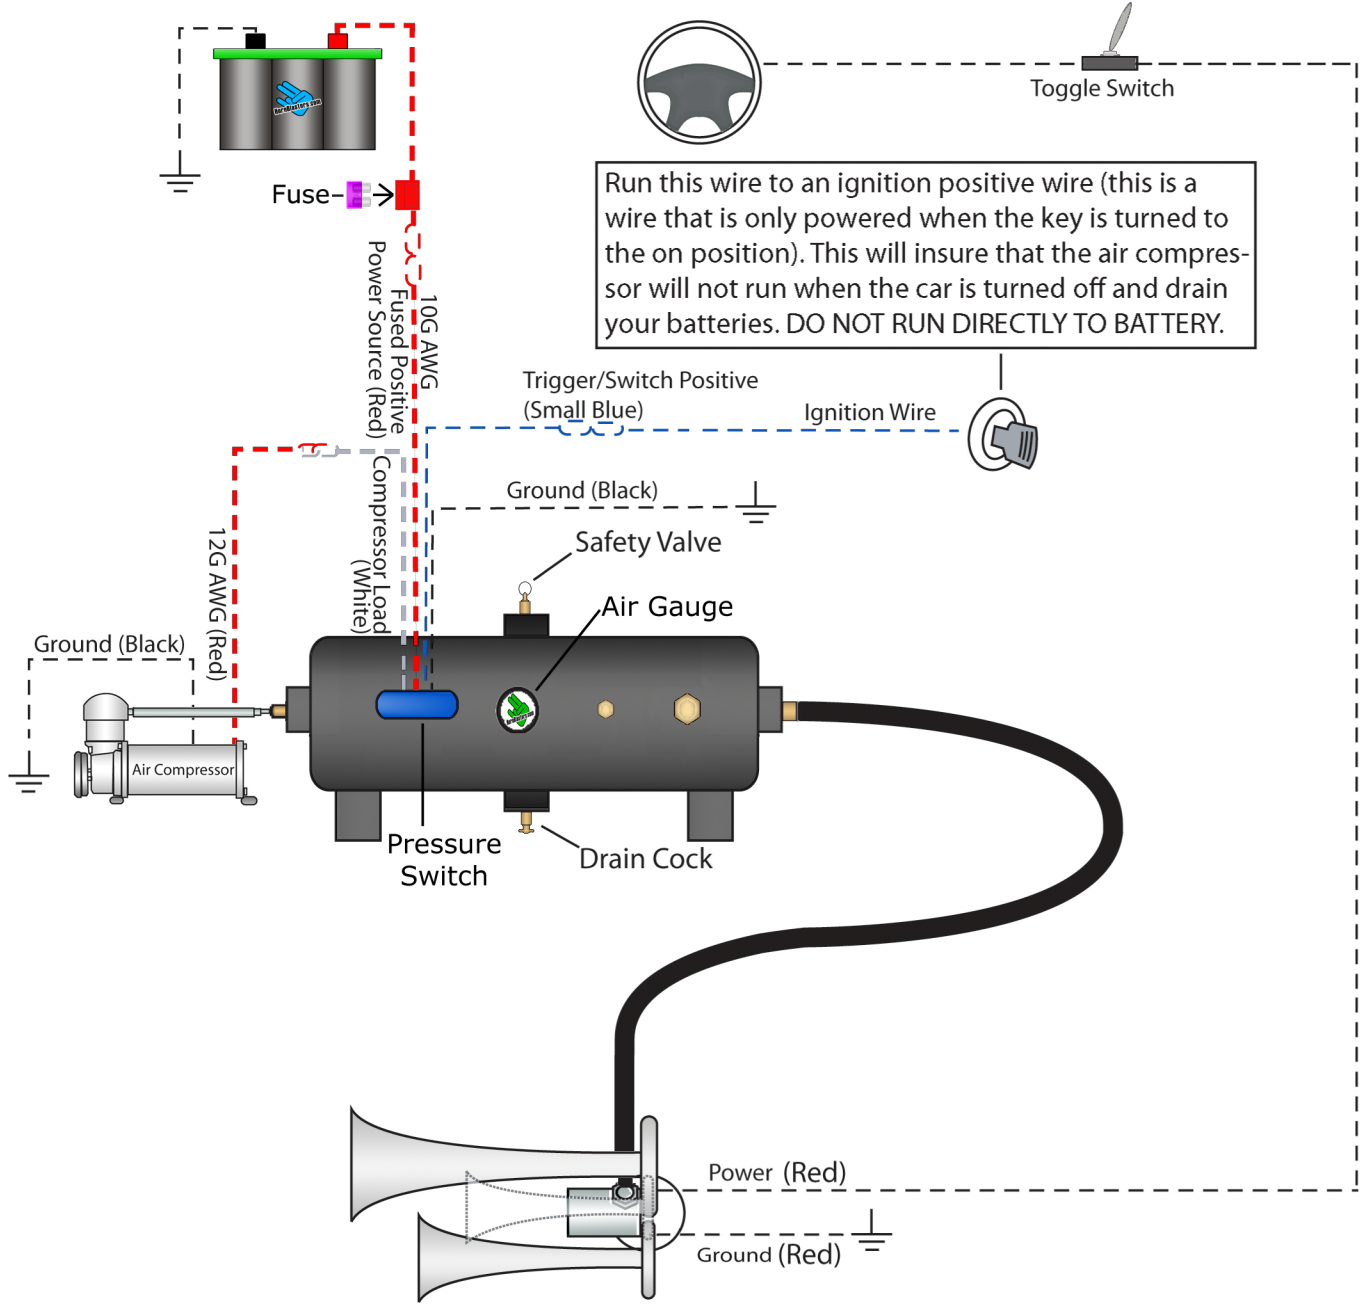 HornBlasters.com
Toggle Switch
Run this wire to an ignition positive wire (this is a
wire that is only powered when the key is turned to
the on position). This will insure that the air compres-
sor will not run when the car is turned off and drain
your batteries. DO NOT RUN DIRECTLY TO BATTERY.
Fuse
10G AWG
Fused Positive
Power Source (Red)
Trigger/Switch Positive
(Small Blue)
Ignition Wire
Compressor Load
(White)
Ground (Black)
12G AWG (Red)
Safety Valve
Air Gauge
Ground (Black)
HornBlasters.com
Air Compressor
Pressure
Switch
Drain Cock
Power (Red)
Ground (Red)